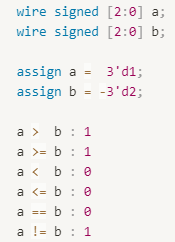 wire signed [2:0] a;
wire signed [2:0] b;
assign a =  3'd1;
assign b = -3'd2;
a >  b : 1
a >= b : 1
a <  b : 0
a <= b : 0
a == b : 0
a != b : 1